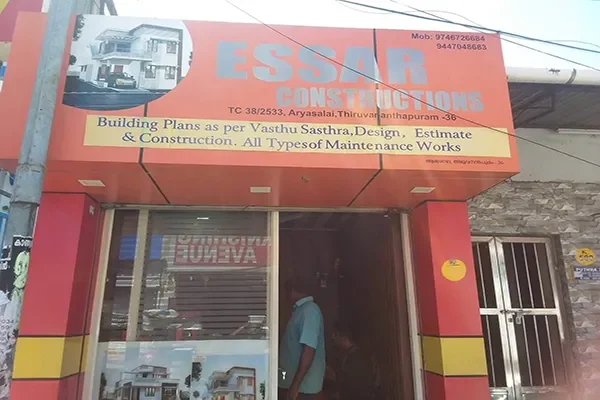 Mob: 9746726684
9447048683
ESSAR
CONSTRUCTIONS
TC 38/2533, Aryasalai,Thiruvananthapuram -36
Building Plans as per Vasthu Sasthra,Design, Estimate
& Construction. All Types of Maintenance Works
FURNISHING
AVENUE